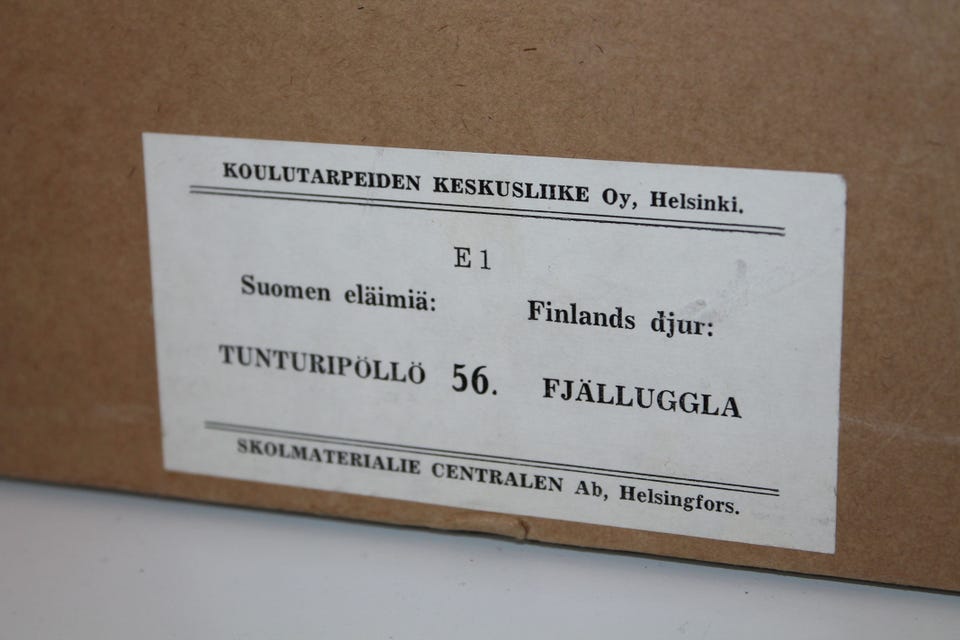 KOULUTARPEIDEN KESKUSLIIKE Oy, Helsinki.
E 1
Suomen eläimiä: Finlands djur:
TUNTURIPÖLLÖ 56. FJÄLLUGGLA
SKOLMATERIALIE CENTRALEN Ab, Helsingfors.